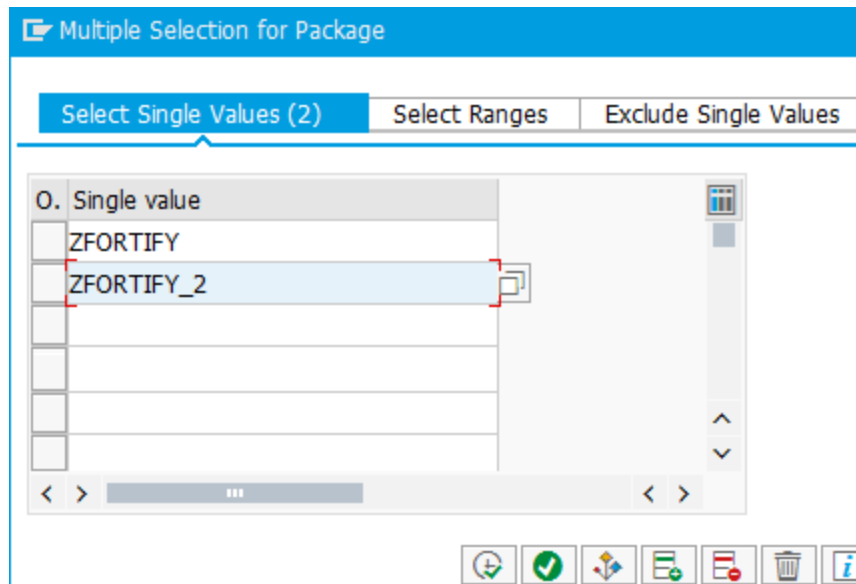 Multiple Selection for Package
Select Single Values (2) Select Ranges Exclude Single Values
O. Single value
ZFORTIFY
ZFORTIFY_2